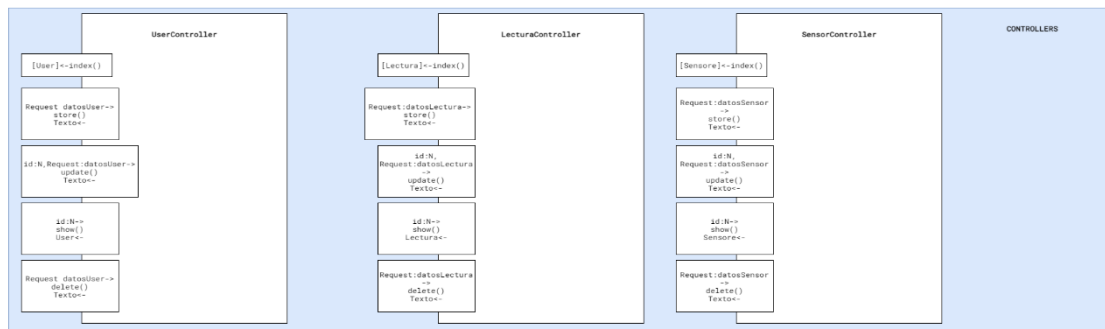 UserController
[User]<-index()
Request datosUser->
store()
Texto<-
id:N,Request:datosUser->
update()
Texto<-
id:N->
show()
User<-
Request datosUser->
delete()
Texto<-
LecturaController
[Lectura]<-index()
Request:datosLectura->
store()
Texto<-
id:N,
Request:datosLectura
->
update()
Texto<-
id:N->
show()
Lectura<-
Request:datosLectura
->
delete()
Texto<-
SensorController
[Sensore]<-index()
Request:datosSensor
->
store()
Texto<-
id:N,
Request:datosSensor
->
update()
Texto<-
id:N->
show()
Sensore<-
Request:datosSensor
->
delete()
Texto<-
CONTROLLERS